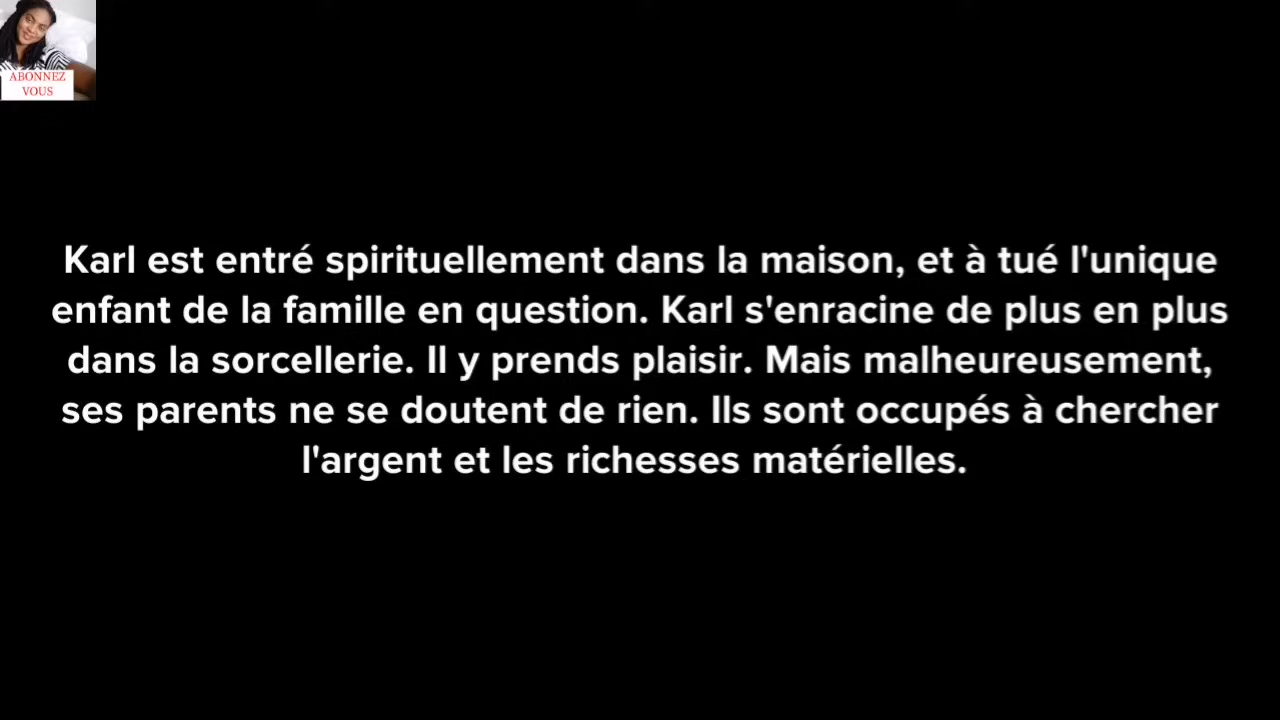 ABONNEZ
VOUS
Karl est entré spirituellement dans la maison, et à tué l'unique
enfant de la famille en question. Karl s'enracine de plus en plus
dans la sorcellerie. Il y prends plaisir. Mais malheureusement,
ses parents ne se doutent de rien. Ils sont occupés à chercher
l'argent et les richesses matérielles.